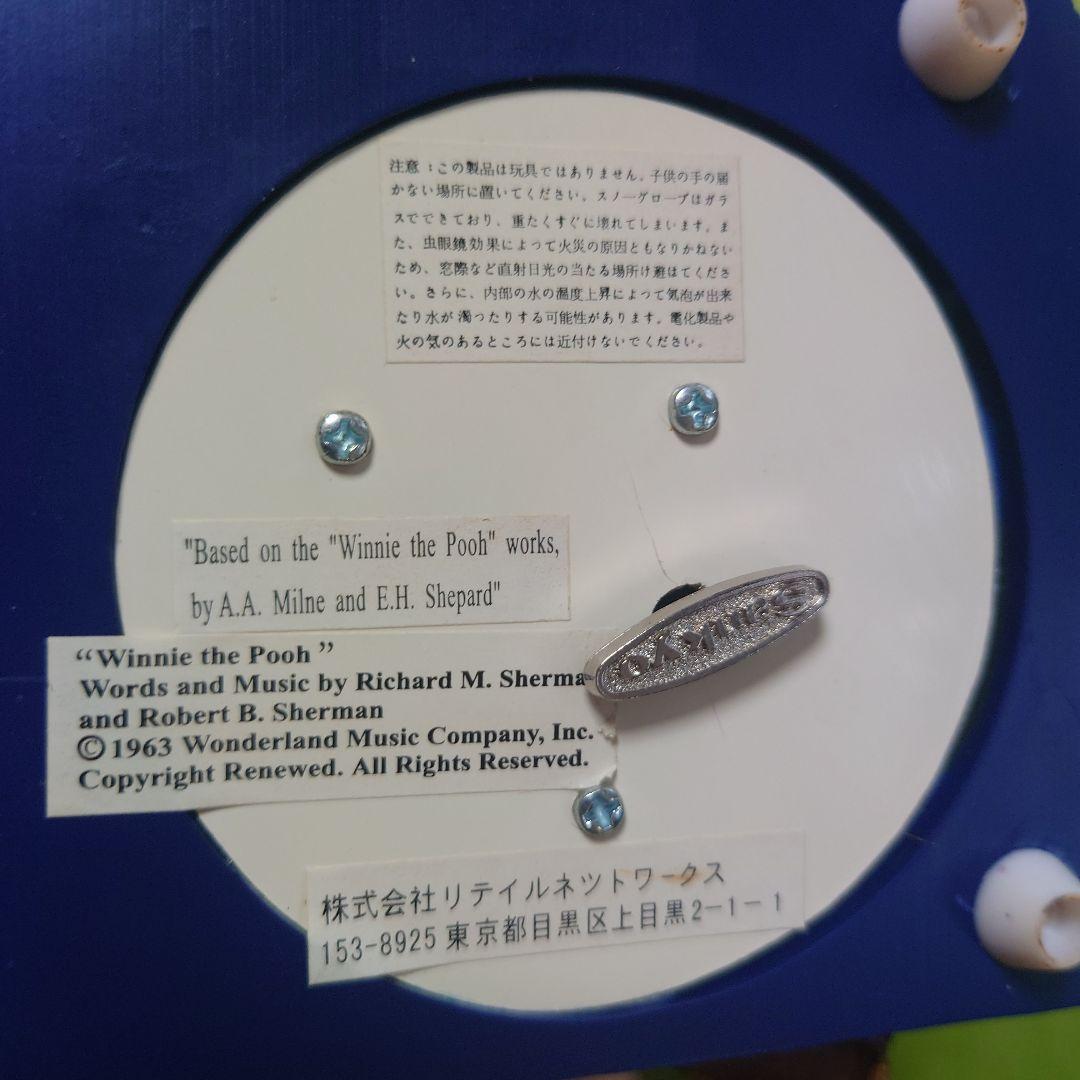 注意：この製品は玩具ではありません。子供の手の届
かない場所に置いてください。スノーグローブはガラ
スでできており、重たくすぐに壊れてしまいます。ま
た、虫眼鏡効果によって火災の原因ともなりかねない
ため、窓際など直射日光の当たる場所は避けてくださ
い。さらに、内部の水の温度上昇によって気泡が出来
たり水が濁ったりする可能性があります。電化製品や
火の気のあるところには近付けないでください。
"Based on the "Winnie the Pooh" works,
by A.A. Milne and E.H. Shepard"
SANKYO
“Winnie the Pooh”
Words and Music by Richard M. Sherma
and Robert B. Sherman
©1963 Wonderland Music Company, Inc.
Copyright Renewed. All Rights Reserved.
株式会社リテイルネットワークス
153-8925 東京都目黒区上目黒2-1-1